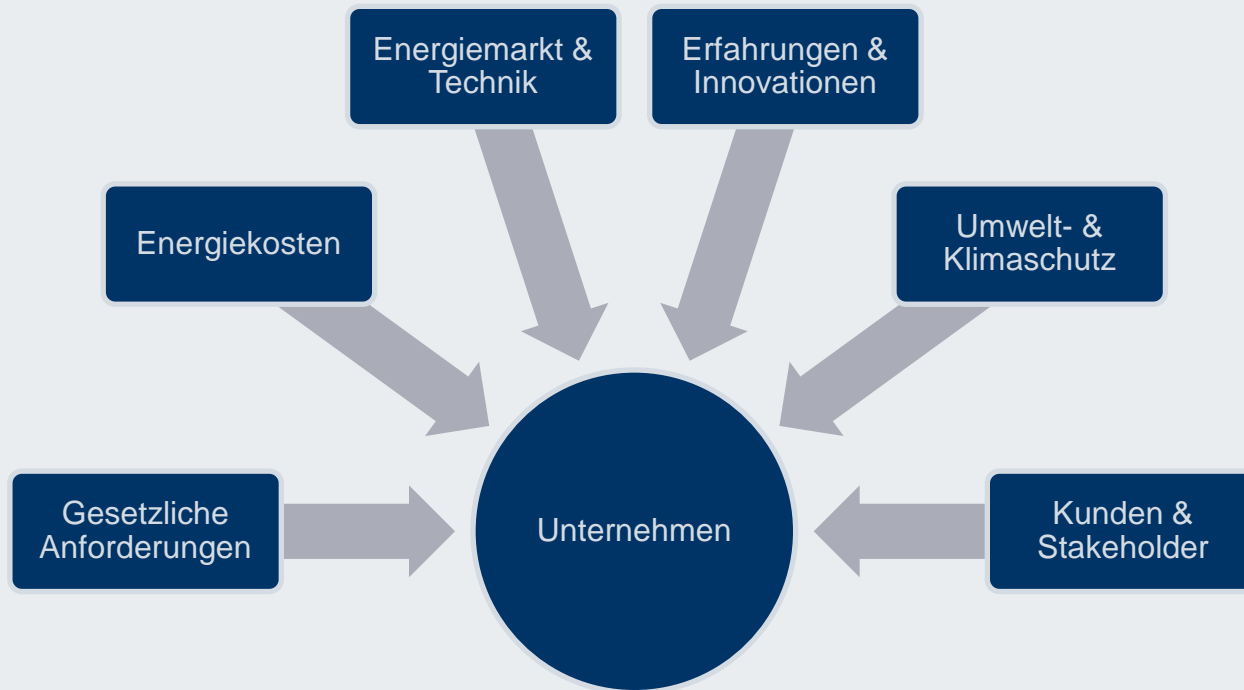 Energiemarkt &
Technik
Erfahrungen &
Innovationen
Energiekosten
Umwelt- &
Klimaschutz
Gesetzliche
Anforderungen
Unternehmen
Kunden &
Stakeholder